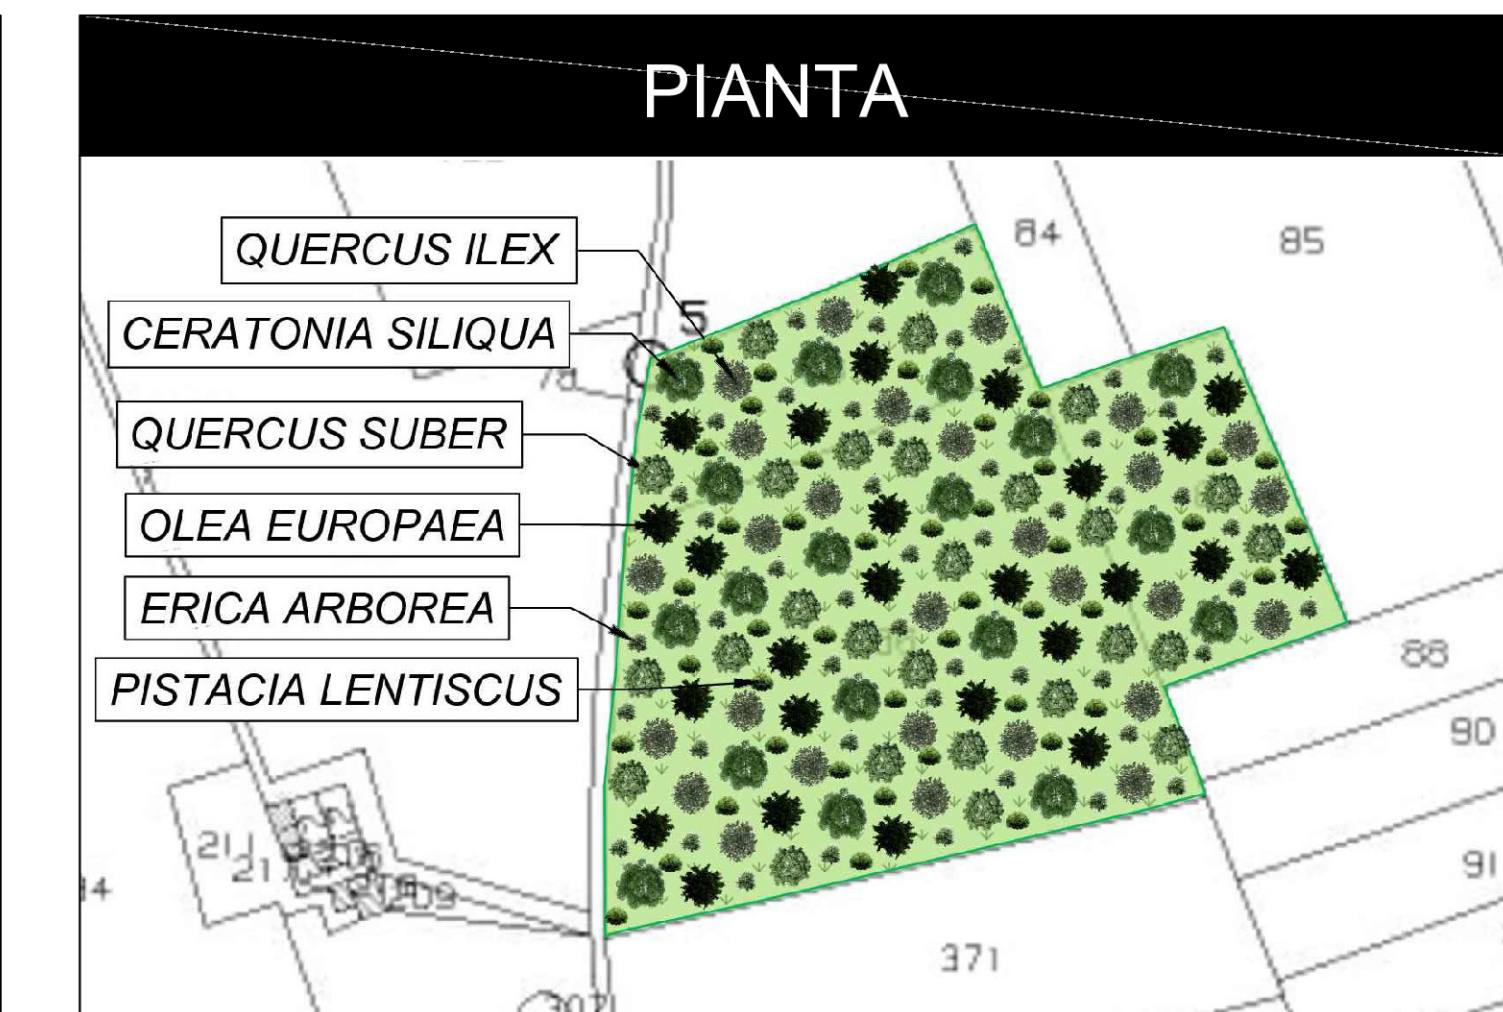 PIANTA
84
85
QUERCUS ILEX
5
CERATONIA SILIQUA
QUERCUS SUBER
OLEA EUROPAEA
ERICA ARBOREA
88
PISTACIA LENTISCUS
90
91
371